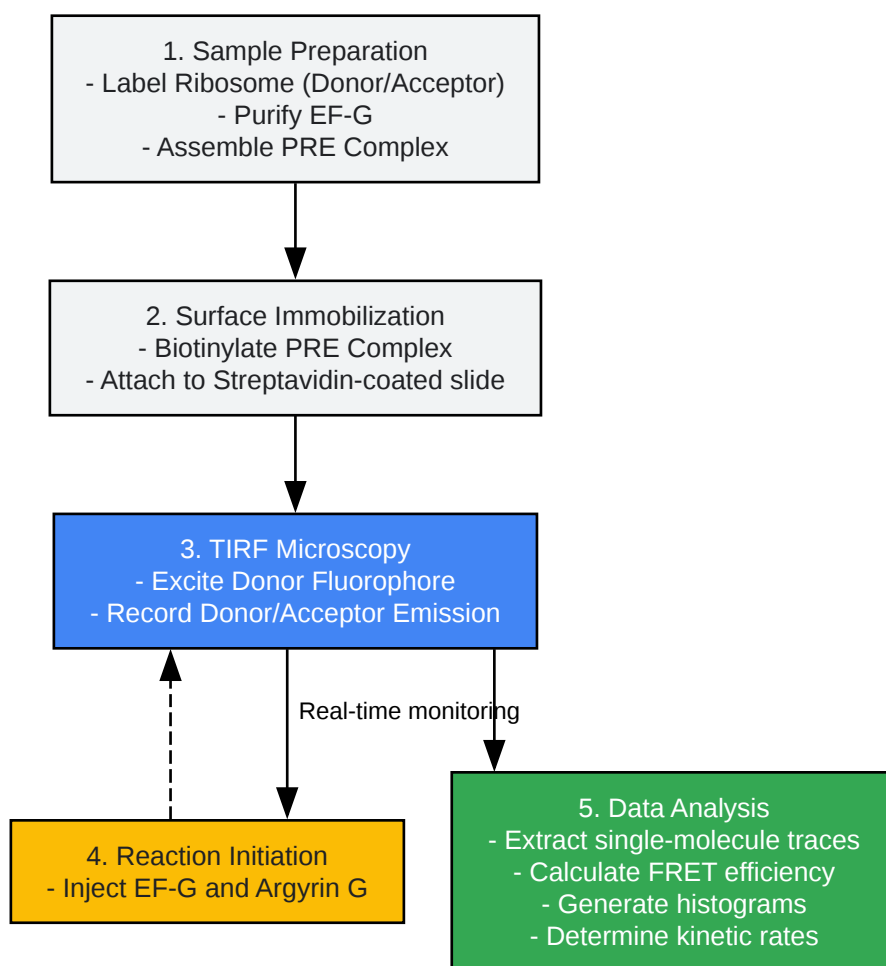 1. Sample Preparation
- Label Ribosome (Donor/Acceptor)
- Purify EF-G
- Assemble PRE Complex
2. Surface Immobilization
- Biotinylate PRE Complex
- Attach to Streptavidin-coated slide
3. TIRF Microscopy
- Excite Donor Fluorophore
- Record Donor/Acceptor Emission
Real-time monitoring
4. Reaction Initiation
- Inject EF-G and Argyrin G
5. Data Analysis
- Extract single-molecule traces
- Calculate FRET efficiency
- Generate histograms
- Determine kinetic rates